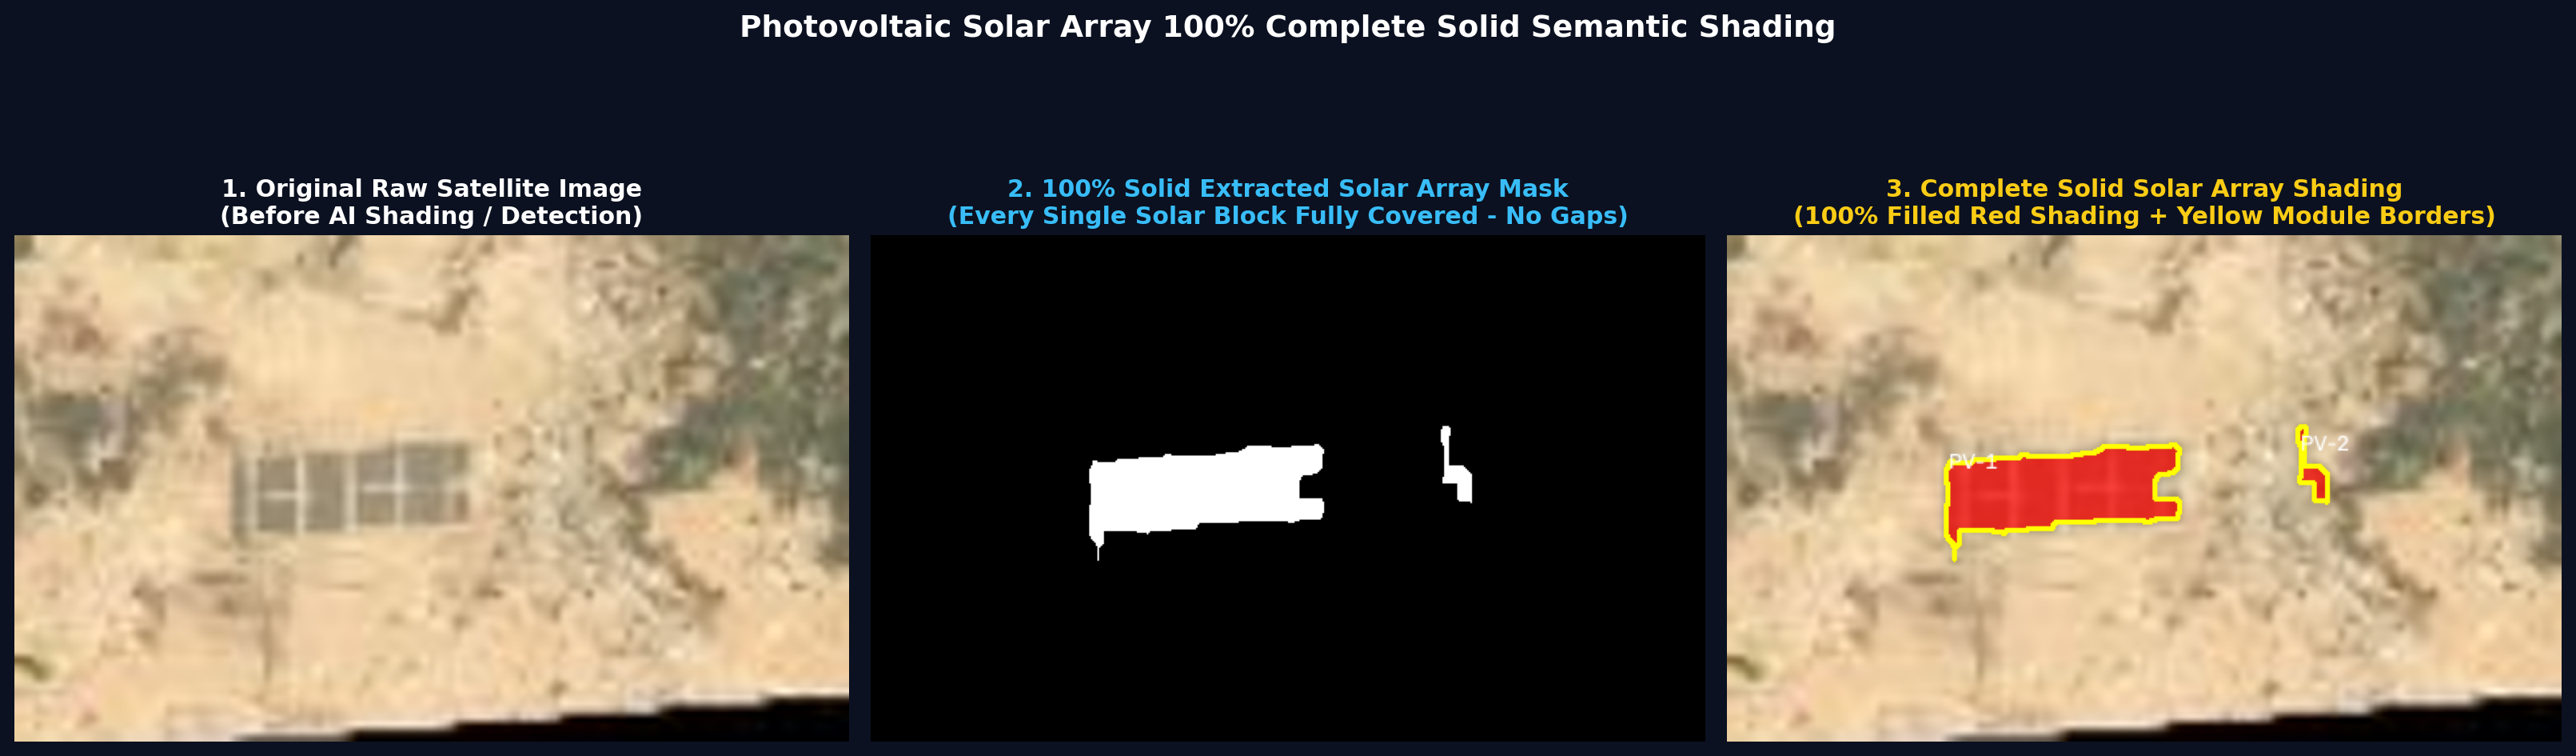 Photovoltaic Solar Array 100% Complete Solid Semantic Shading
1. Original Raw Satellite Image
(Before AI Shading / Detection)
2. 100% Solid Extracted Solar Array Mask
(Every Single Solar Block Fully Covered - No Gaps)
3. Complete Solid Solar Array Shading
(100% Filled Red Shading + Yellow Module Borders)
PV-1
PV-2